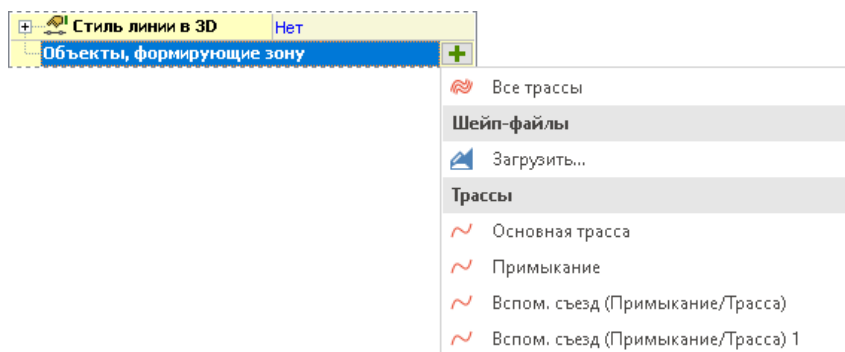 Стиль линии в 3D Нет
Объекты, формирующие зону
Все трассы
Шейп-файлы
Загрузить...
Трассы
Основная трасса
Примыкание
Вспом. съезд (Примыкание/Трасса)
Вспом. съезд (Примыкание/Трасса) 1